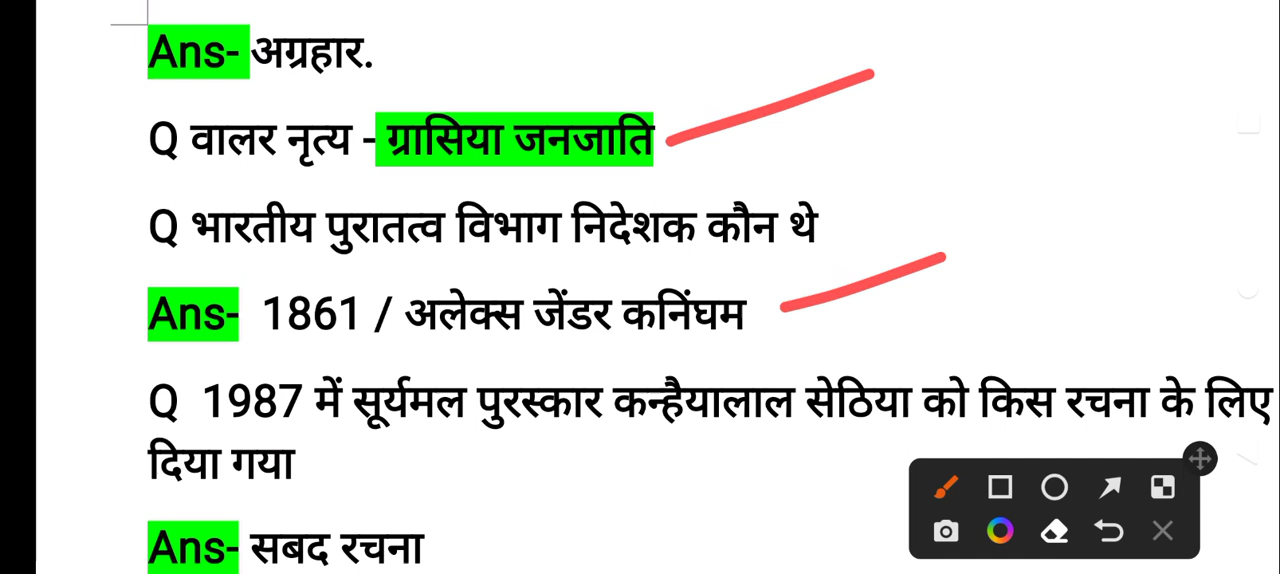 Ans- अग्रहार.
Q वालर नृत्य - ग्रासिया जनजाति
Q भारतीय पुरातत्व विभाग निदेशक कौन थे
Ans- 1861 / अलेक्स जेंडर कनिंघम
Q 1987 में सूर्यमल पुरस्कार कन्हैयालाल सेठिया को किस रचना के लिए
दिया गया
Ans- सबद रचना